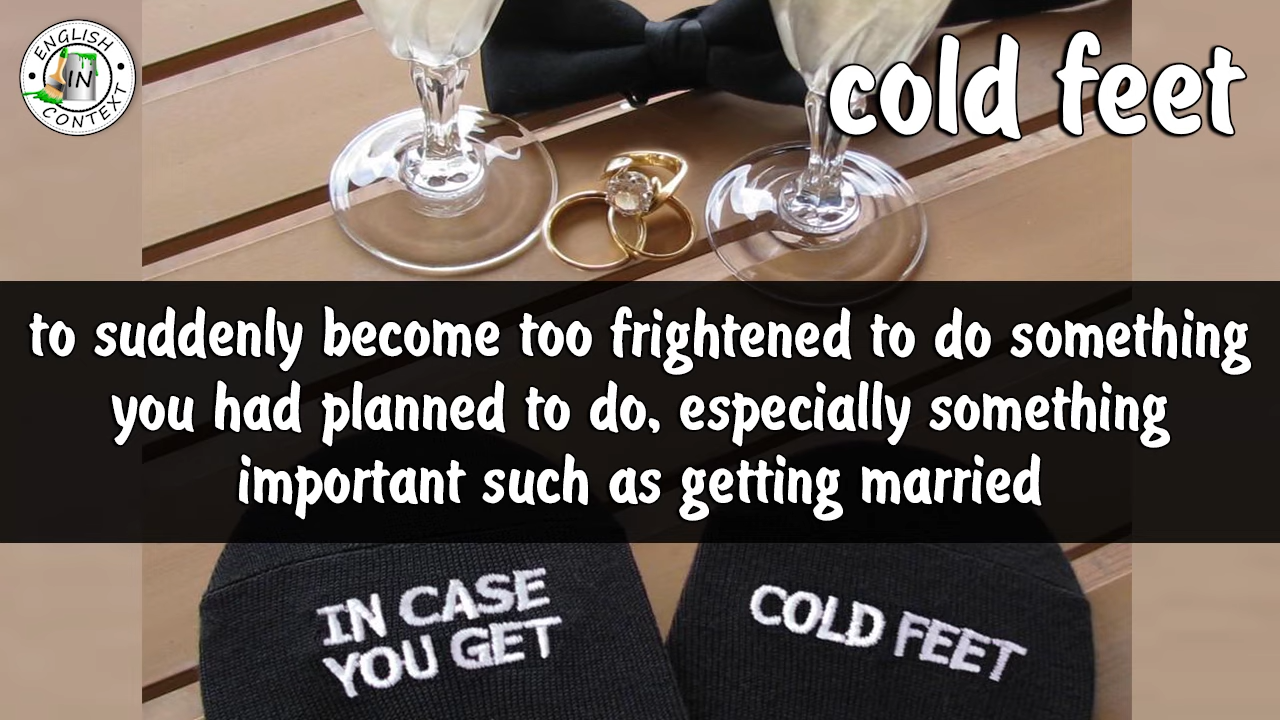 ENGLISH
IN
CONTEXT
cold feet
to suddenly become too frightened to do something
you had planned to do, especially something
important such as getting married
IN CASE
YOU GET
COLD FEET